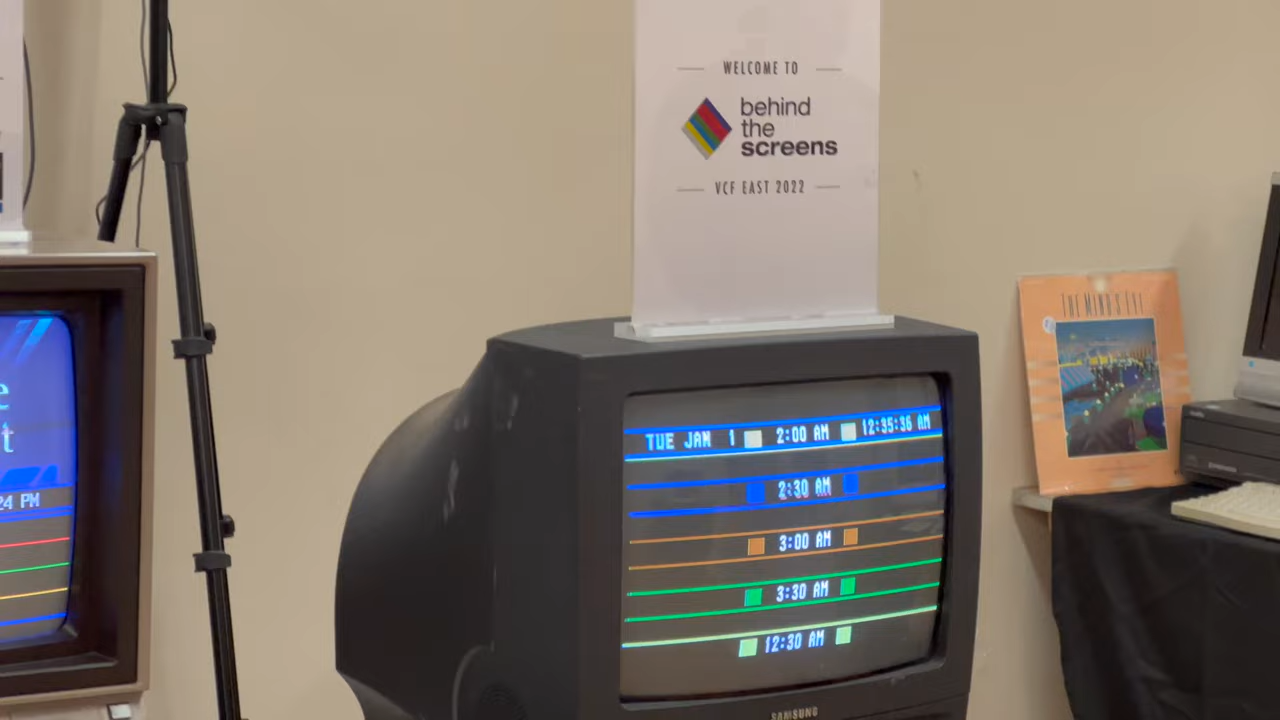 WELCOME TO
behind
the
screens
VCF EAST 2022
THE MIND'S EYE
e
t
24 PM
TUE JAN 1 2:00 AM 12:35:36 AM
2:30 AM
3:00 AM
3:30 AM
12:30 AM
SAMSUNG